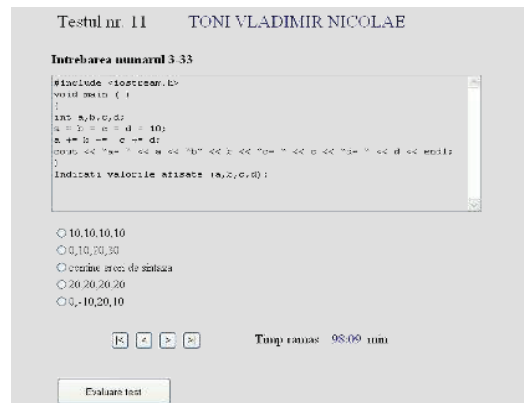 Testul nr. 11 TONI VLADIMIR NICOLAE
Intrebarea numarul 3-33
#include <iostream.h>
void main ( )
{
int a,b,c,d;
a = b = c = d = 10;
a += b -= c += d;
cout << "a= " << a << "b" << b << "c= " << c << "d= " << d << endl;
}
Indicati valorile afisate (a,b,c,d):
10,10,10,10
0,10,20,30
contine erori de sintaxa
20,20,20,20
0,-10,20,10
|< < > >| Timp ramas 98:09 min
Evaluare test